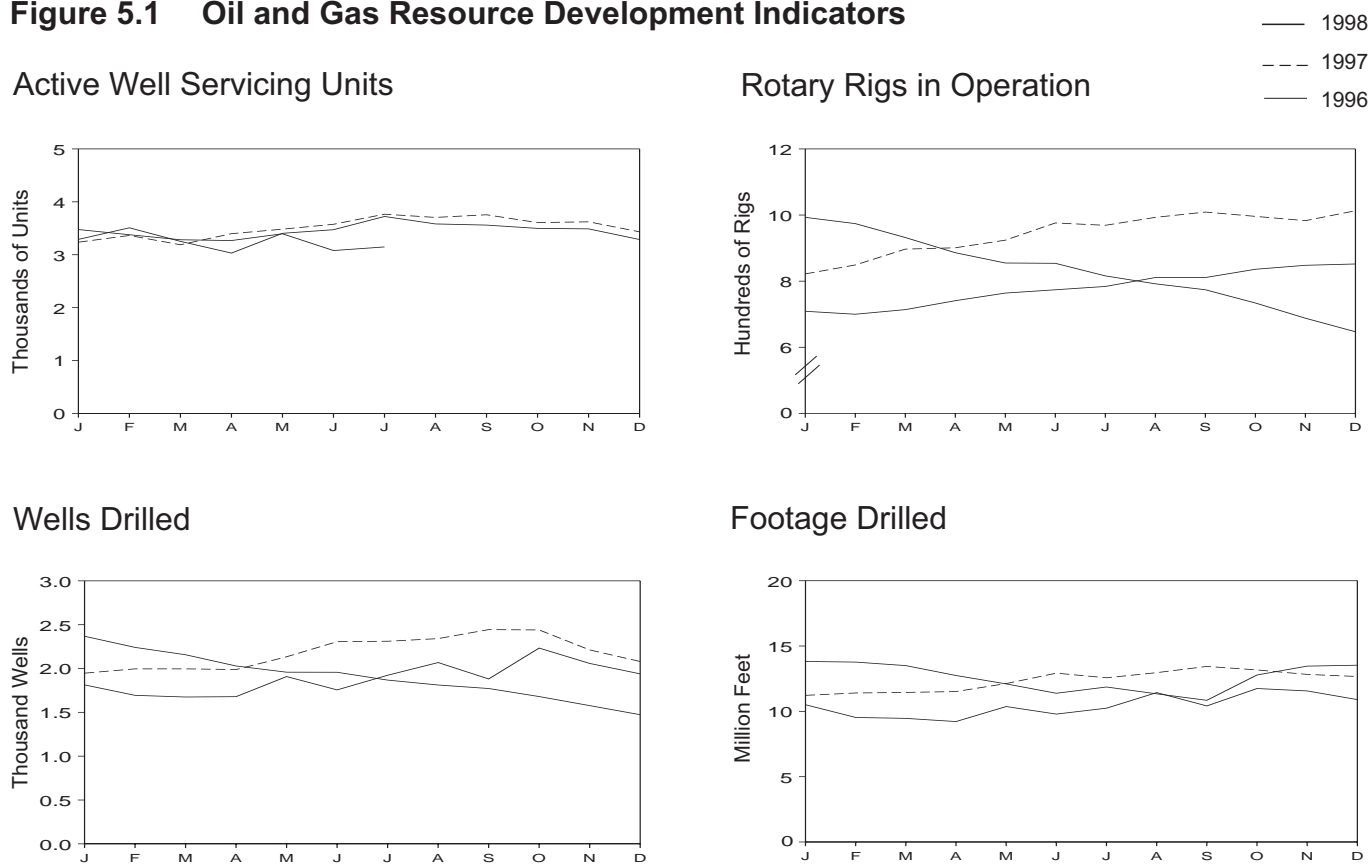 Figure 5.1 Oil and Gas Resource Development Indicators
1998
1997
1996
Active Well Servicing Units
Thousands of Units
5
4
3
2
1
0
J F M A M J J A S O N D
Rotary Rigs in Operation
Hundreds of Rigs
12
10
8
6
0
J F M A M J J A S O N D
Wells Drilled
Thousand Wells
3.0
2.5
2.0
1.5
1.0
0.5
0.0
J F M A M J J A S O N D
Footage Drilled
Million Feet
20
15
10
5
0
J F M A M J J A S O N D